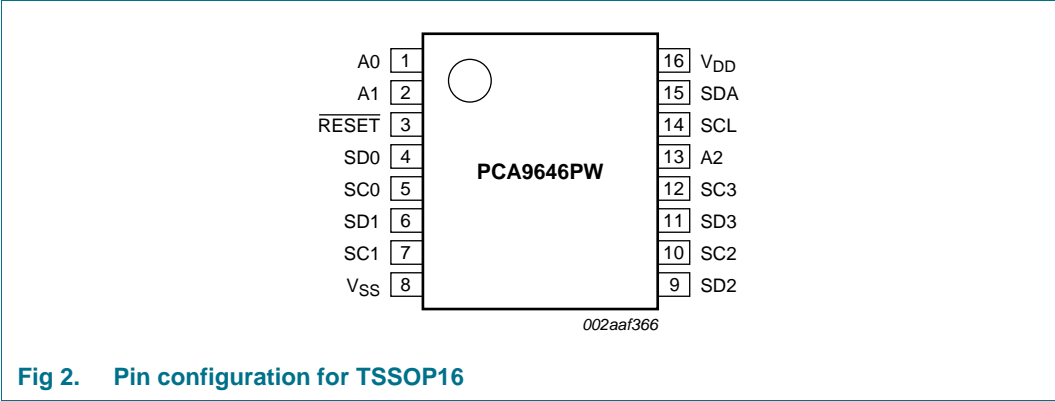 A0 1 16 VDD
A1 2 15 SDA
RESET 3 14 SCL
SD0 4 13 A2
PCA9646PW
SC0 5 12 SC3
SD1 6 11 SD3
SC1 7 10 SC2
VSS 8 9 SD2
002aaf366
Fig 2. Pin configuration for TSSOP16